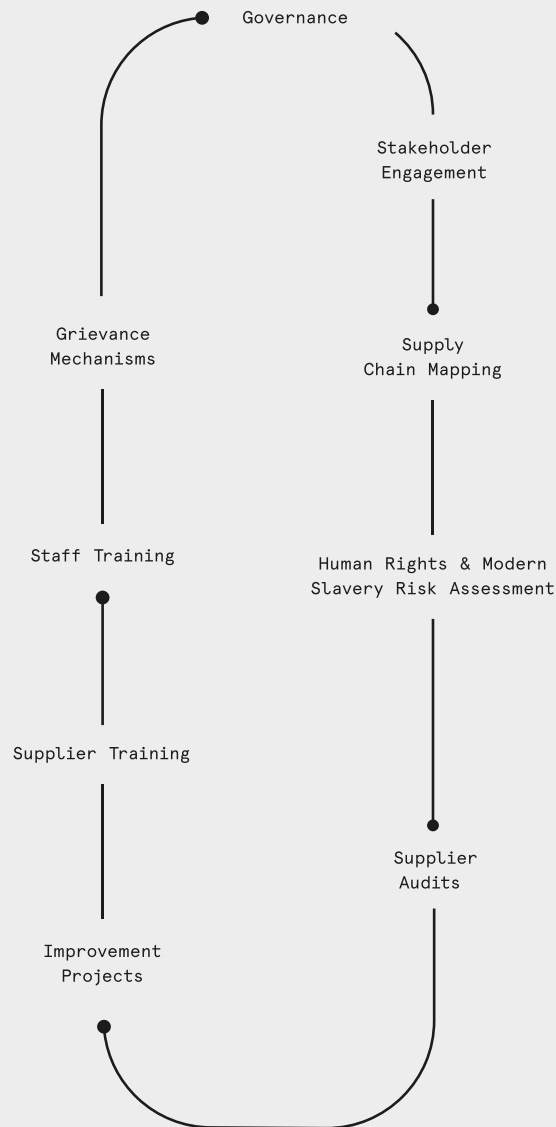 Governance
Stakeholder
Engagement
Supply
Chain Mapping
Human Rights & Modern
Slavery Risk Assessment
Supplier
Audits
Improvement
Projects
Supplier Training
Staff Training
Grievance
Mechanisms